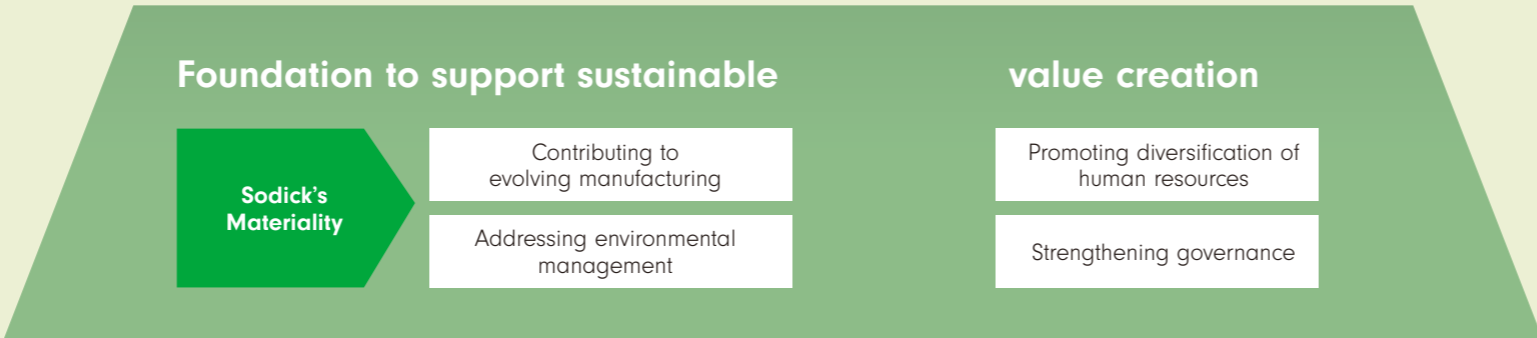 Foundation to support sustainable value creation
Sodick's
Materiality
Contributing to
evolving manufacturing
Addressing environmental
management
Promoting diversification of
human resources
Strengthening governance